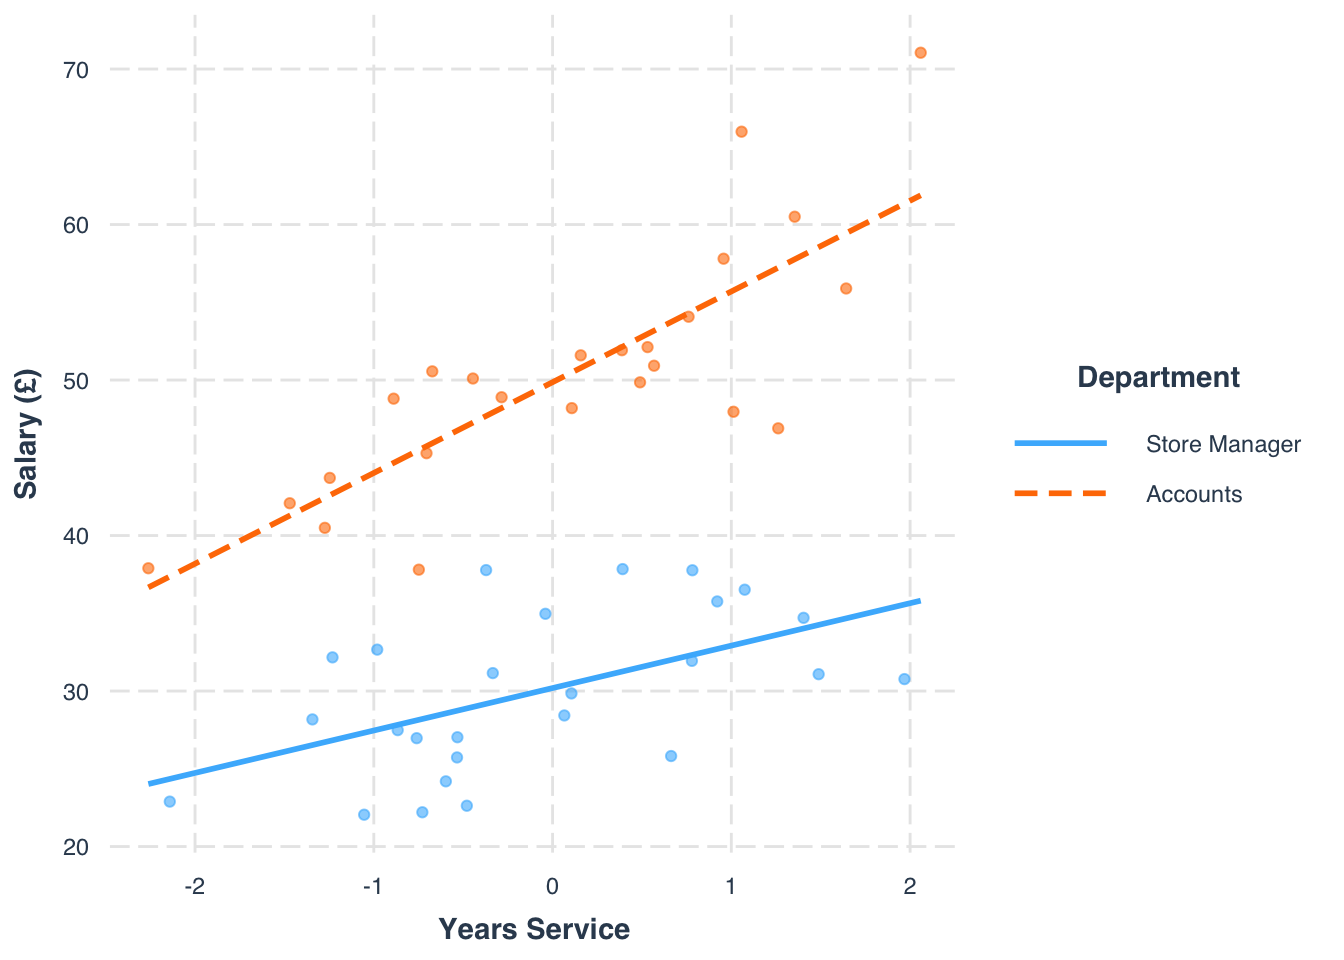 70
60
50
40
30
20
Salary (£)
-2
-1
0
1
2
Years Service
Department
Store Manager
Accounts